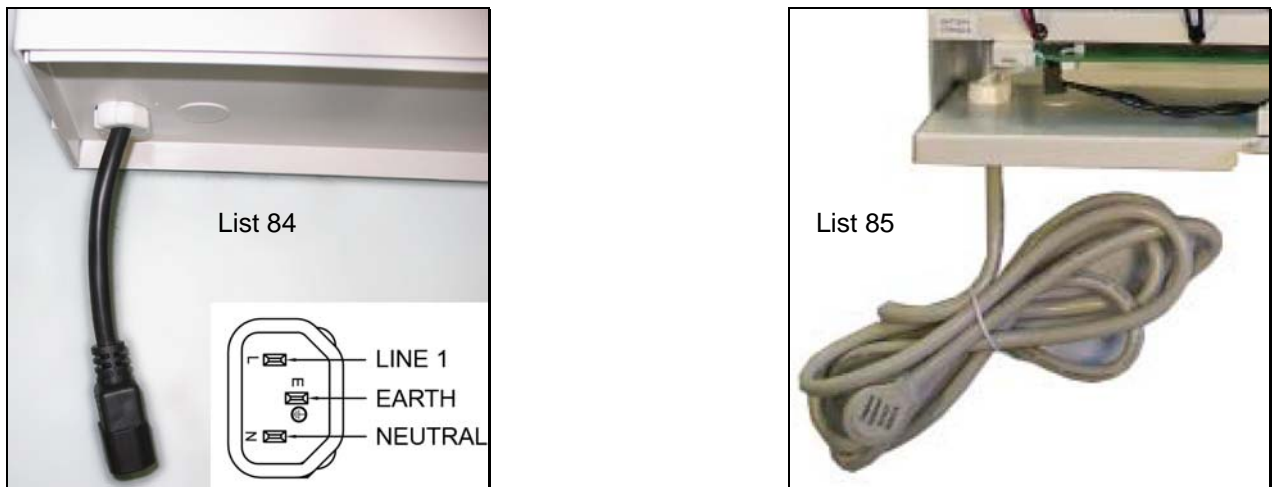 List 84
L
LINE 1
E
EARTH
N
NEUTRAL
List 85